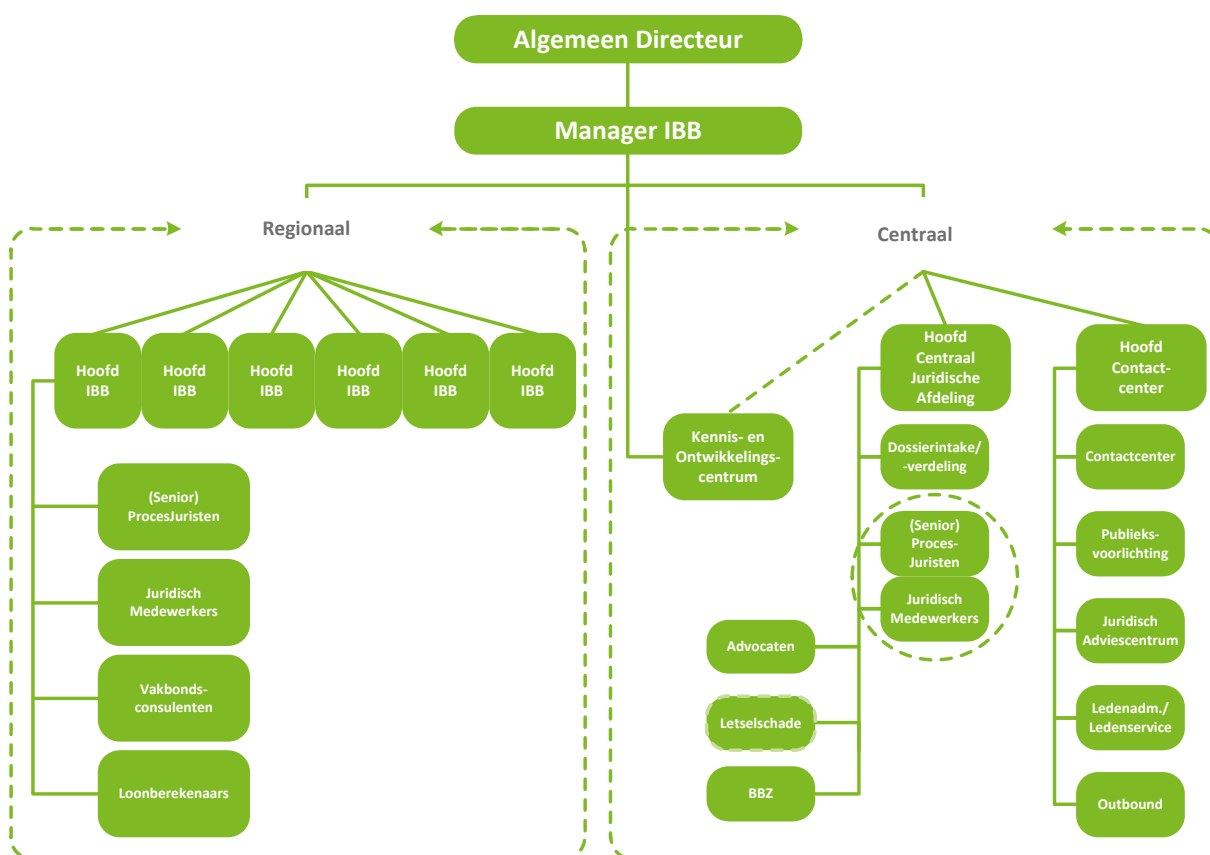 Algemeen Directeur
Manager IBB
Regionaal
Centraal
Hoofd
IBB
Hoofd
IBB
Hoofd
IBB
Hoofd
IBB
Hoofd
IBB
Hoofd
IBB
(Senior)
ProcesJuristen
Juridisch
Medewerkers
Vakbonds-
consulenten
Loonberekenaars
Kennis- en
Ontwikkelings-
centrum
Hoofd
Centraal
Juridische
Afdeling
Dossierintake/
-verdeling
(Senior)
Proces-
Juristen
Juridisch
Medewerkers
Advocaten
Letselschade
BBZ
Hoofd
Contact-
center
Contactcenter
Publieks-
voorlichting
Juridisch
Adviescentrum
Ledenadm./
Ledenservice
Outbound